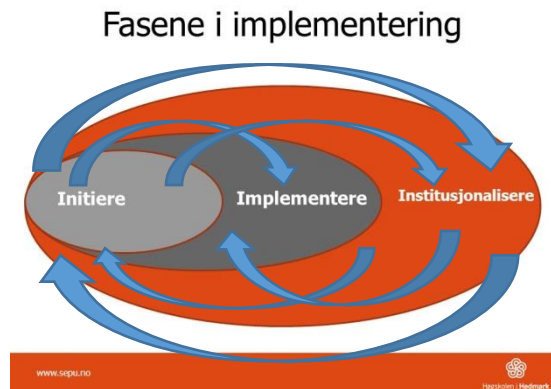 Fasene i implementering
Initiere
Implementere
Institusjonalisere
www.sepu.no
Høgskolen i Hedmark